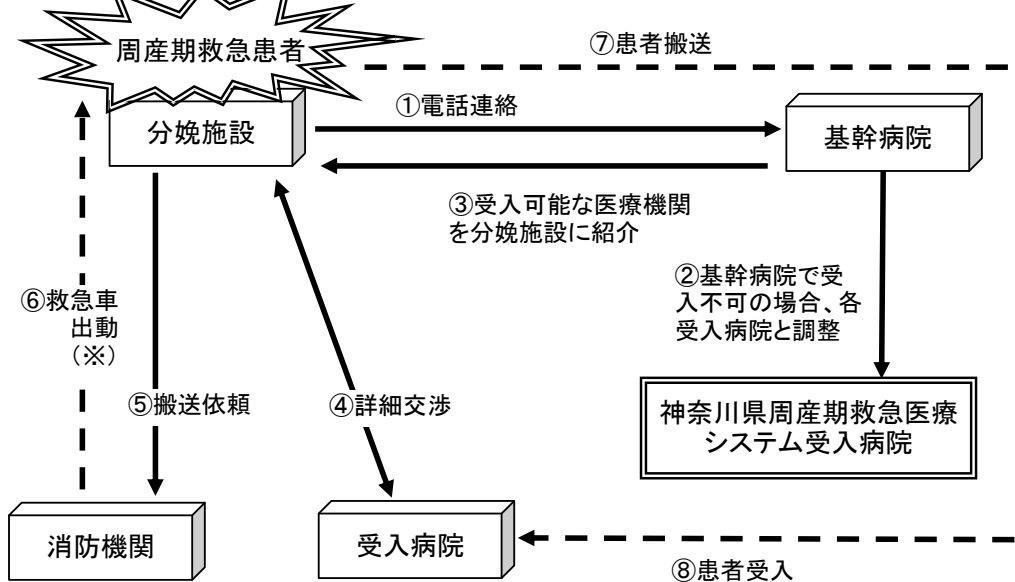 周産期救急患者
⑦患者搬送
①電話連絡
分娩施設
基幹病院
③受入可能な医療機関
を分娩施設に紹介
②基幹病院で受
入不可の場合、各
受入病院と調整
⑥救急車
出動
(※)
⑤搬送依頼
④詳細交渉
神奈川県周産期救急医療
システム受入病院
消防機関
受入病院
⑧患者受入